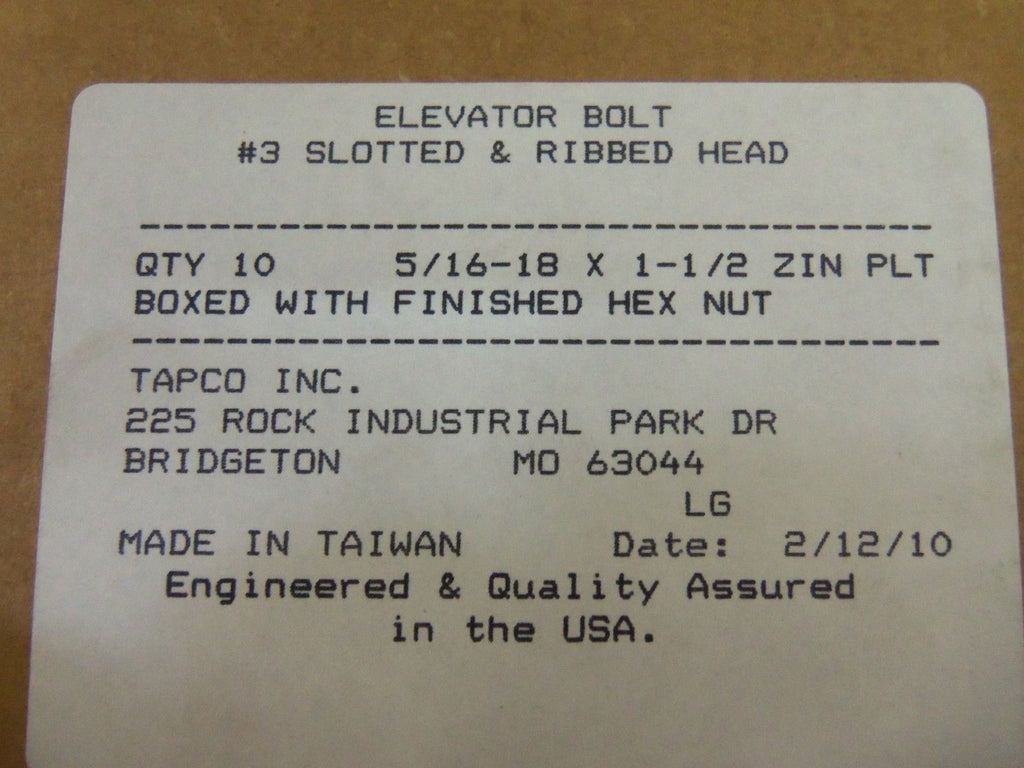 ELEVATOR BOLT
#3 SLOTTED & RIBBED HEAD
-----------------------------------
QTY 10 5/16-18 X 1-1/2 ZIN PLT
BOXED WITH FINISHED HEX NUT
-----------------------------------
TAPCO INC.
225 ROCK INDUSTRIAL PARK DR
BRIDGETON MO 63044
LG
MADE IN TAIWAN Date: 2/12/10
Engineered & Quality Assured
in the USA.